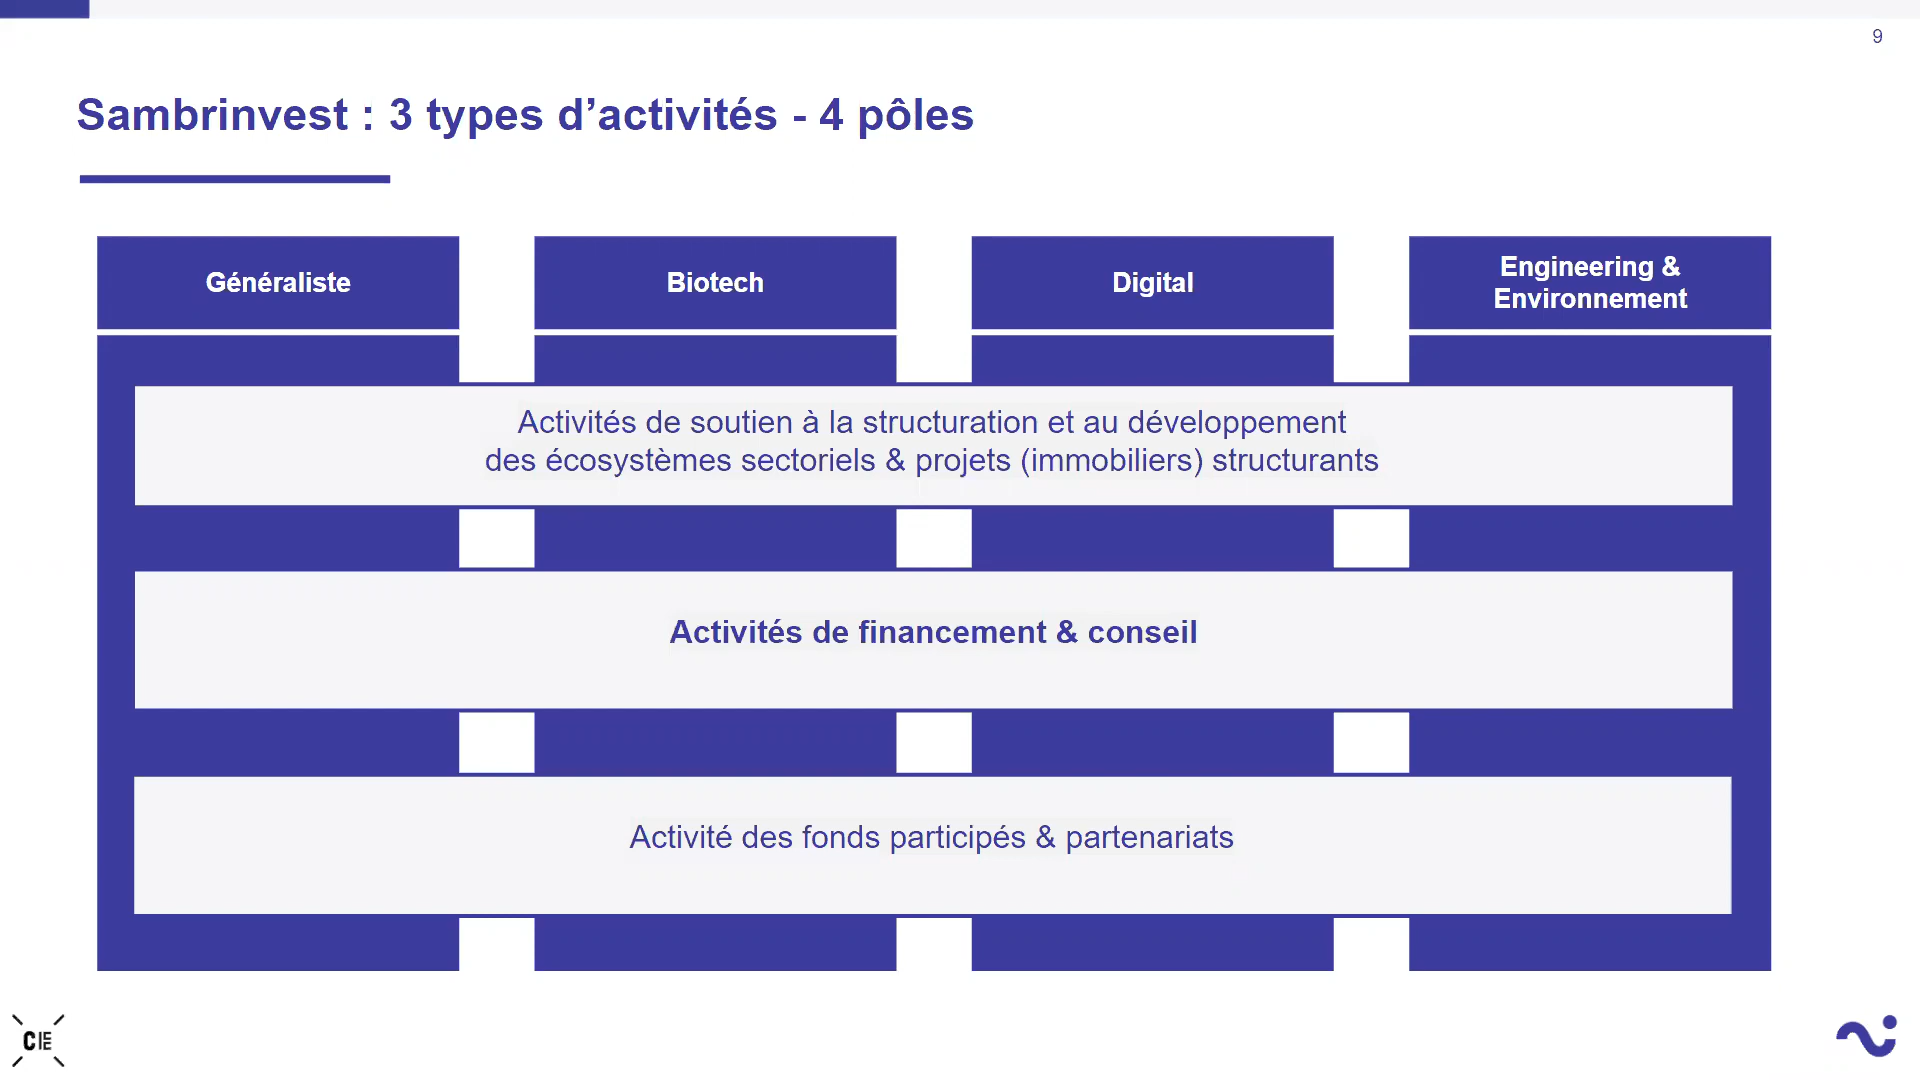 9
Sambrinvest : 3 types d’activités - 4 pôles
Généraliste
Biotech
Digital
Engineering &
Environnement
Activités de soutien à la structuration et au développement
des écosystèmes sectoriels & projets (immobiliers) structurants
Activités de financement & conseil
Activité des fonds participés & partenariats